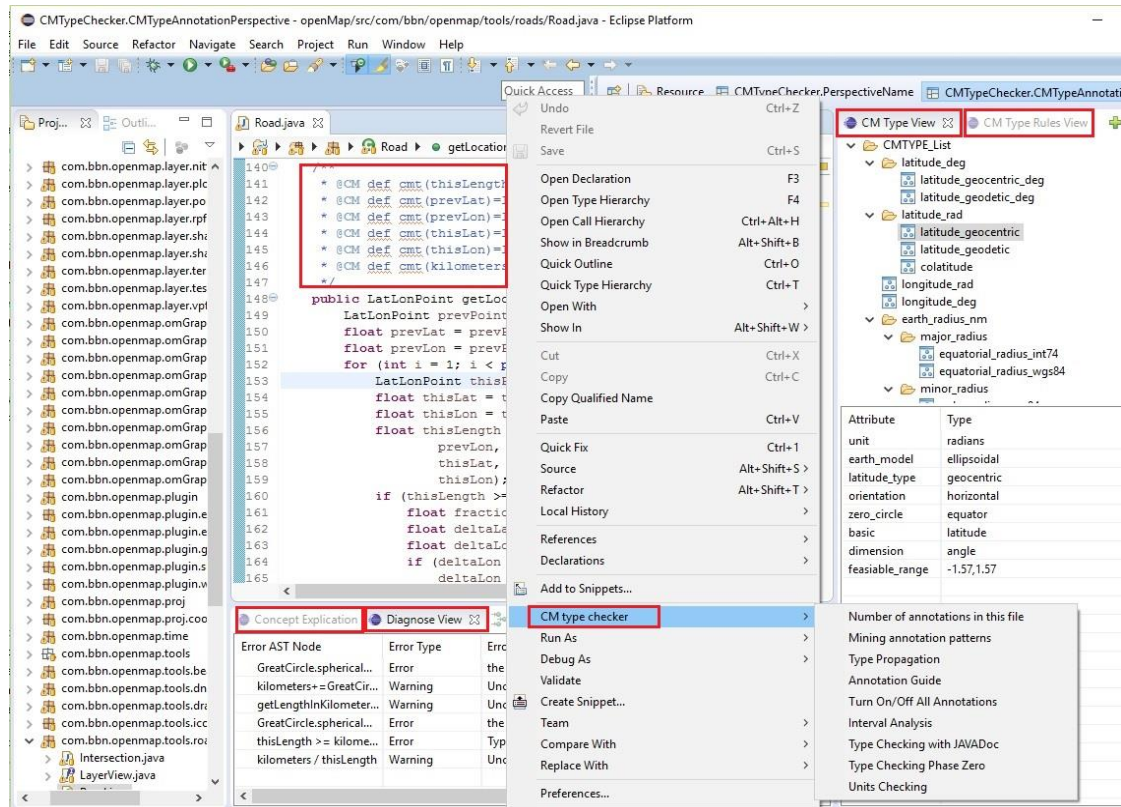 CMTypeChecker.CMTypeAnnotationPerspective - openMap/src/com/bbn/openmap/tools/roads/Road.java - Eclipse Platform
File Edit Source Refactor Navigate Search Project Run Window Help
Quick Access Resource CMTypeChecker.PerspectiveName CMTypeChecker.CMTypeAnnotati
Proj... Outli...
com.bbn.openmap.layer.nit
com.bbn.openmap.layer.plc
com.bbn.openmap.layer.po
com.bbn.openmap.layer.rpf
com.bbn.openmap.layer.sha
com.bbn.openmap.layer.sha
com.bbn.openmap.layer.ter
com.bbn.openmap.layer.tes
com.bbn.openmap.layer.vpf
com.bbn.openmap.omGrap
com.bbn.openmap.omGrap
com.bbn.openmap.omGrap
com.bbn.openmap.omGrap
com.bbn.openmap.omGrap
com.bbn.openmap.omGrap
com.bbn.openmap.omGrap
com.bbn.openmap.omGrap
com.bbn.openmap.omGrap
com.bbn.openmap.omGrap
com.bbn.openmap.plugin
com.bbn.openmap.plugin.e
com.bbn.openmap.plugin.e
com.bbn.openmap.plugin.g
com.bbn.openmap.plugin.s
com.bbn.openmap.plugin.w
com.bbn.openmap.proj
com.bbn.openmap.proj.coo
com.bbn.openmap.time
com.bbn.openmap.tools
com.bbn.openmap.tools.be
com.bbn.openmap.tools.dn
com.bbn.openmap.tools.dra
com.bbn.openmap.tools.icc
com.bbn.openmap.tools.roa
Intersection.java
LayerView.java
Road.java
Road getLocation
140 /**
141 * @CM def cmt(thisLength
142 * @CM def cmt(prevLat)=
143 * @CM def cmt(prevLon)=
144 * @CM def cmt(thisLat)=
145 * @CM def cmt(thisLon)=
146 * @CM def cmt(kilometers
147 */
148 public LatLonPoint getLoc
149 LatLonPoint prevPoint
150 float prevLat = prevP
151 float prevLon = prevP
152 for (int i = 1; i < p
153 LatLonPoint thisP
154 float thisLat = t
155 float thisLon = t
156 float thisLength
157 prevLon,
158 thisLat,
159 thisLon);
160 if (thisLength >=
161 float fractio
162 float deltaLa
163 float deltaLo
164 if (deltaLon
165 deltaLon
Concept Explication Diagnose View
Error AST Node Error Type Erro
GreatCircle.spherical... Error the
kilometers+=GreatCir... Warning Unc
getLengthInKilometer... Warning Unc
GreatCircle.spherical... Error the
thisLength >= kilome... Error Typ
kilometers / thisLength Warning Unc
Undo Ctrl+Z
Revert File
Save Ctrl+S
Open Declaration F3
Open Type Hierarchy F4
Open Call Hierarchy Ctrl+Alt+H
Show in Breadcrumb Alt+Shift+B
Quick Outline Ctrl+O
Quick Type Hierarchy Ctrl+T
Open With
Show In Alt+Shift+W
Cut Ctrl+X
Copy Ctrl+C
Copy Qualified Name
Paste Ctrl+V
Quick Fix Ctrl+1
Source Alt+Shift+S
Refactor Alt+Shift+T
Local History
References
Declarations
Add to Snippets...
CM type checker
Run As
Debug As
Validate
Create Snippet...
Team
Compare With
Replace With
Preferences...
Number of annotations in this file
Mining annotation patterns
Type Propagation
Annotation Guide
Turn On/Off All Annotations
Interval Analysis
Type Checking with JAVADoc
Type Checking Phase Zero
Units Checking
CM Type View CM Type Rules View
CMTYPE_List
latitude_deg
latitude_geocentric_deg
latitude_geodetic_deg
latitude_rad
latitude_geocentric
latitude_geodetic
colatitude
longitude_rad
longitude_deg
earth_radius_nm
major_radius
equatorial_radius_int74
equatorial_radius_wgs84
minor_radius
Attribute Type
unit radians
earth_model ellipsoidal
latitude_type geocentric
orientation horizontal
zero_circle equator
basic latitude
dimension angle
feasiable_range -1.57,1.57